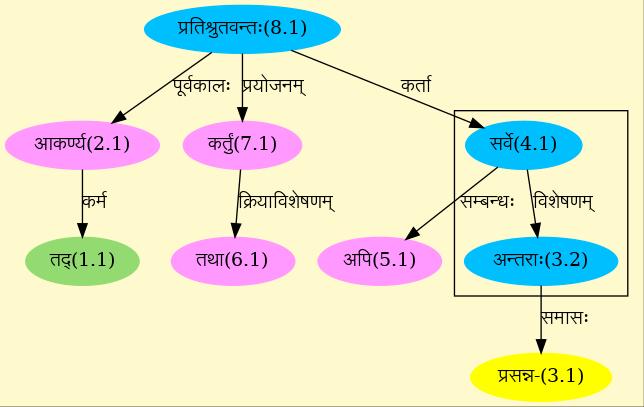 प्रतिश्रुतवन्तः(8.1)
पूर्वकालः प्रयोजनम् कर्ता
आकर्ण्य(2.1) कर्तुं(7.1) सर्वे(4.1)
कर्म क्रियाविशेषणम् सम्बन्धः विशेषणम्
तद्(1.1) तथा(6.1) अपि(5.1) अन्तराः(3.2)
समासः
प्रसन्न-(3.1)